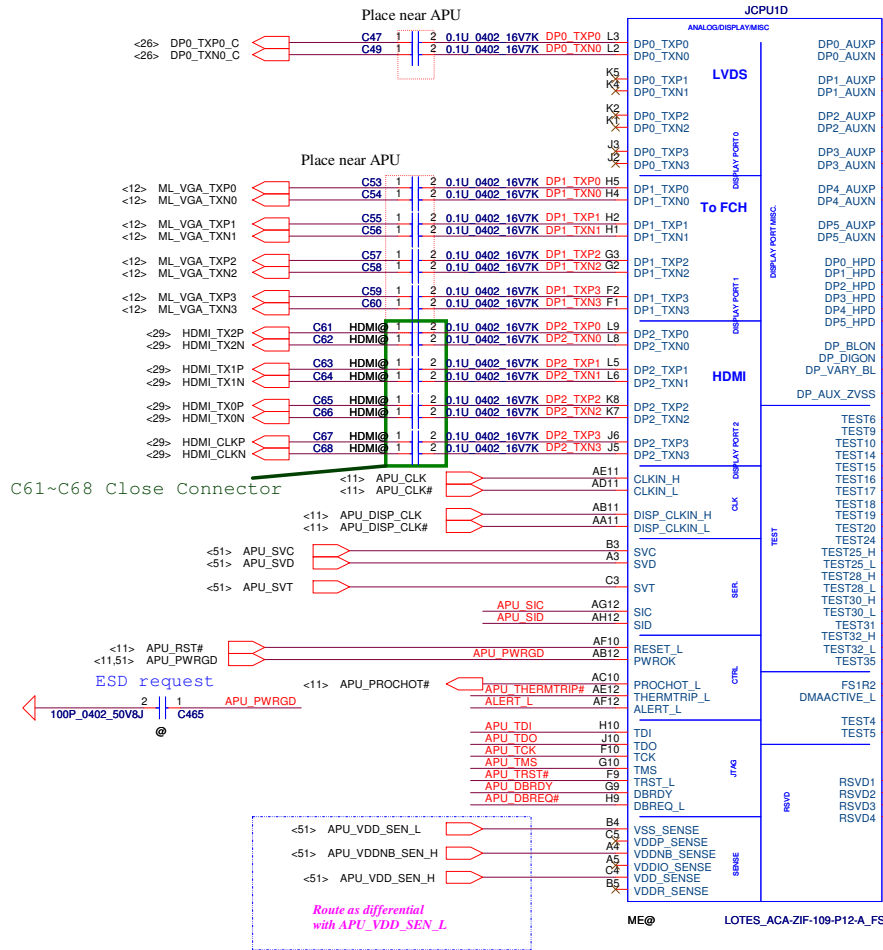 JCPU1D
Place near APU
ANALOG/DISPLAY/MISC
<26> DP0_TXP0_C C47 1 2 0.1U_0402_16V7K DP0_TXP0 L3 DP0_TXP0 DP0_AUXP
<26> DP0_TXN0_C C49 1 2 0.1U_0402_16V7K DP0_TXN0 L2 DP0_TXN0 DP0_AUXN
K5 DP0_TXP1 LVDS DP1_AUXP
K4 DP0_TXN1 DP1_AUXN
K2 DP0_TXP2 DP2_AUXP
K1 DP0_TXN2 DP2_AUXN
J3 DP0_TXP3 DP3_AUXP
J2 DP0_TXN3 DISPLAY PORT 0 DP3_AUXN
Place near APU
<12> ML_VGA_TXP0 C53 1 2 0.1U_0402_16V7K DP1_TXP0 H5 DP1_TXP0 DP4_AUXP
<12> ML_VGA_TXN0 C54 1 2 0.1U_0402_16V7K DP1_TXN0 H4 DP1_TXN0 To FCH DP4_AUXN
<12> ML_VGA_TXP1 C55 1 2 0.1U_0402_16V7K DP1_TXP1 H2 DP1_TXP1 DP5_AUXP
<12> ML_VGA_TXN1 C56 1 2 0.1U_0402_16V7K DP1_TXN1 H1 DP1_TXN1 DISPLAY PORT MISC. DP5_AUXN
<12> ML_VGA_TXP2 C57 1 2 0.1U_0402_16V7K DP1_TXP2 G3 DP1_TXP2 DP0_HPD
<12> ML_VGA_TXN2 C58 1 2 0.1U_0402_16V7K DP1_TXN2 G2 DP1_TXN2 DP1_HPD
DP2_HPD
<12> ML_VGA_TXP3 C59 1 2 0.1U_0402_16V7K DP1_TXP3 F2 DP1_TXP3 DP3_HPD
<12> ML_VGA_TXN3 C60 1 2 0.1U_0402_16V7K DP1_TXN3 F1 DP1_TXN3 DISPLAY PORT 1 DP4_HPD
DP5_HPD
<29> HDMI_TX2P C61 HDMI@ 1 2 0.1U_0402_16V7K DP2_TXP0 L9 DP2_TXP0
<29> HDMI_TX2N C62 HDMI@ 1 2 0.1U_0402_16V7K DP2_TXN0 L8 DP2_TXN0 DP_BLON
DP_DIGON
<29> HDMI_TX1P C63 HDMI@ 1 2 0.1U_0402_16V7K DP2_TXP1 L5 DP2_TXP1 DP_VARY_BL
<29> HDMI_TX1N C64 HDMI@ 1 2 0.1U_0402_16V7K DP2_TXN1 L6 DP2_TXN1 HDMI
DP_AUX_ZVSS
<29> HDMI_TX0P C65 HDMI@ 1 2 0.1U_0402_16V7K DP2_TXP2 K8 DP2_TXP2
<29> HDMI_TX0N C66 HDMI@ 1 2 0.1U_0402_16V7K DP2_TXN2 K7 DP2_TXN2 TEST6
TEST9
<29> HDMI_CLKP C67 HDMI@ 1 2 0.1U_0402_16V7K DP2_TXP3 J6 DP2_TXP3 TEST10
<29> HDMI_CLKN C68 HDMI@ 1 2 0.1U_0402_16V7K DP2_TXN3 J5 DP2_TXN3 DISPLAY PORT 2 TEST14
TEST15
<11> APU_CLK AE11 CLKIN_H TEST16
<11> APU_CLK# AD11 CLKIN_L TEST17
C61~C68 Close Connector
CLK TEST18
<11> APU_DISP_CLK AB11 DISP_CLKIN_H TEST19
<11> APU_DISP_CLK# AA11 DISP_CLKIN_L TEST20
TEST TEST24
<51> APU_SVC B3 SVC TEST25_H
<51> APU_SVD A3 SVD TEST25_L
TEST28_H
<51> APU_SVT C3 SVT SER. TEST28_L
TEST30_H
APU_SIC AG12 SIC TEST30_L
APU_SID AH12 SID TEST31
TEST32_H
<11> APU_RST# AF10 RESET_L TEST32_L
<11,51> APU_PWRGD APU_PWRGD AB12 PWROK TEST35
ESD request
<11> APU_PROCHOT# AC10 PROCHOT_L CTRL FS1R2
APU_THERMTRIP# AE12 THERMTRIP_L DMAACTIVE_L
ALERT_L AF12 ALERT_L
2 1 APU_PWRGD
100P_0402_50V8J C465
@
TEST4
APU_TDI H10 TDI TEST5
APU_TDO J10 TDO
APU_TCK F10 TCK
APU_TMS G10 TMS JTAG
APU_TRST# F9 TRST_L RSVD1
APU_DBRDY G9 DBRDY RSVD RSVD2
APU_DBREQ# H9 DBREQ_L RSVD3
RSVD4
<51> APU_VDD_SEN_L B4 VSS_SENSE
C5 VDDP_SENSE
<51> APU_VDDNB_SEN_H A4 VDDNB_SENSE
A5 VDDIO_SENSE SENSE
<51> APU_VDD_SEN_H C4 VDD_SENSE
B5 VDDR_SENSE
Route as differential
with APU_VDD_SEN_L
ME@ LOTES_ACA-ZIF-109-P12-A_FS